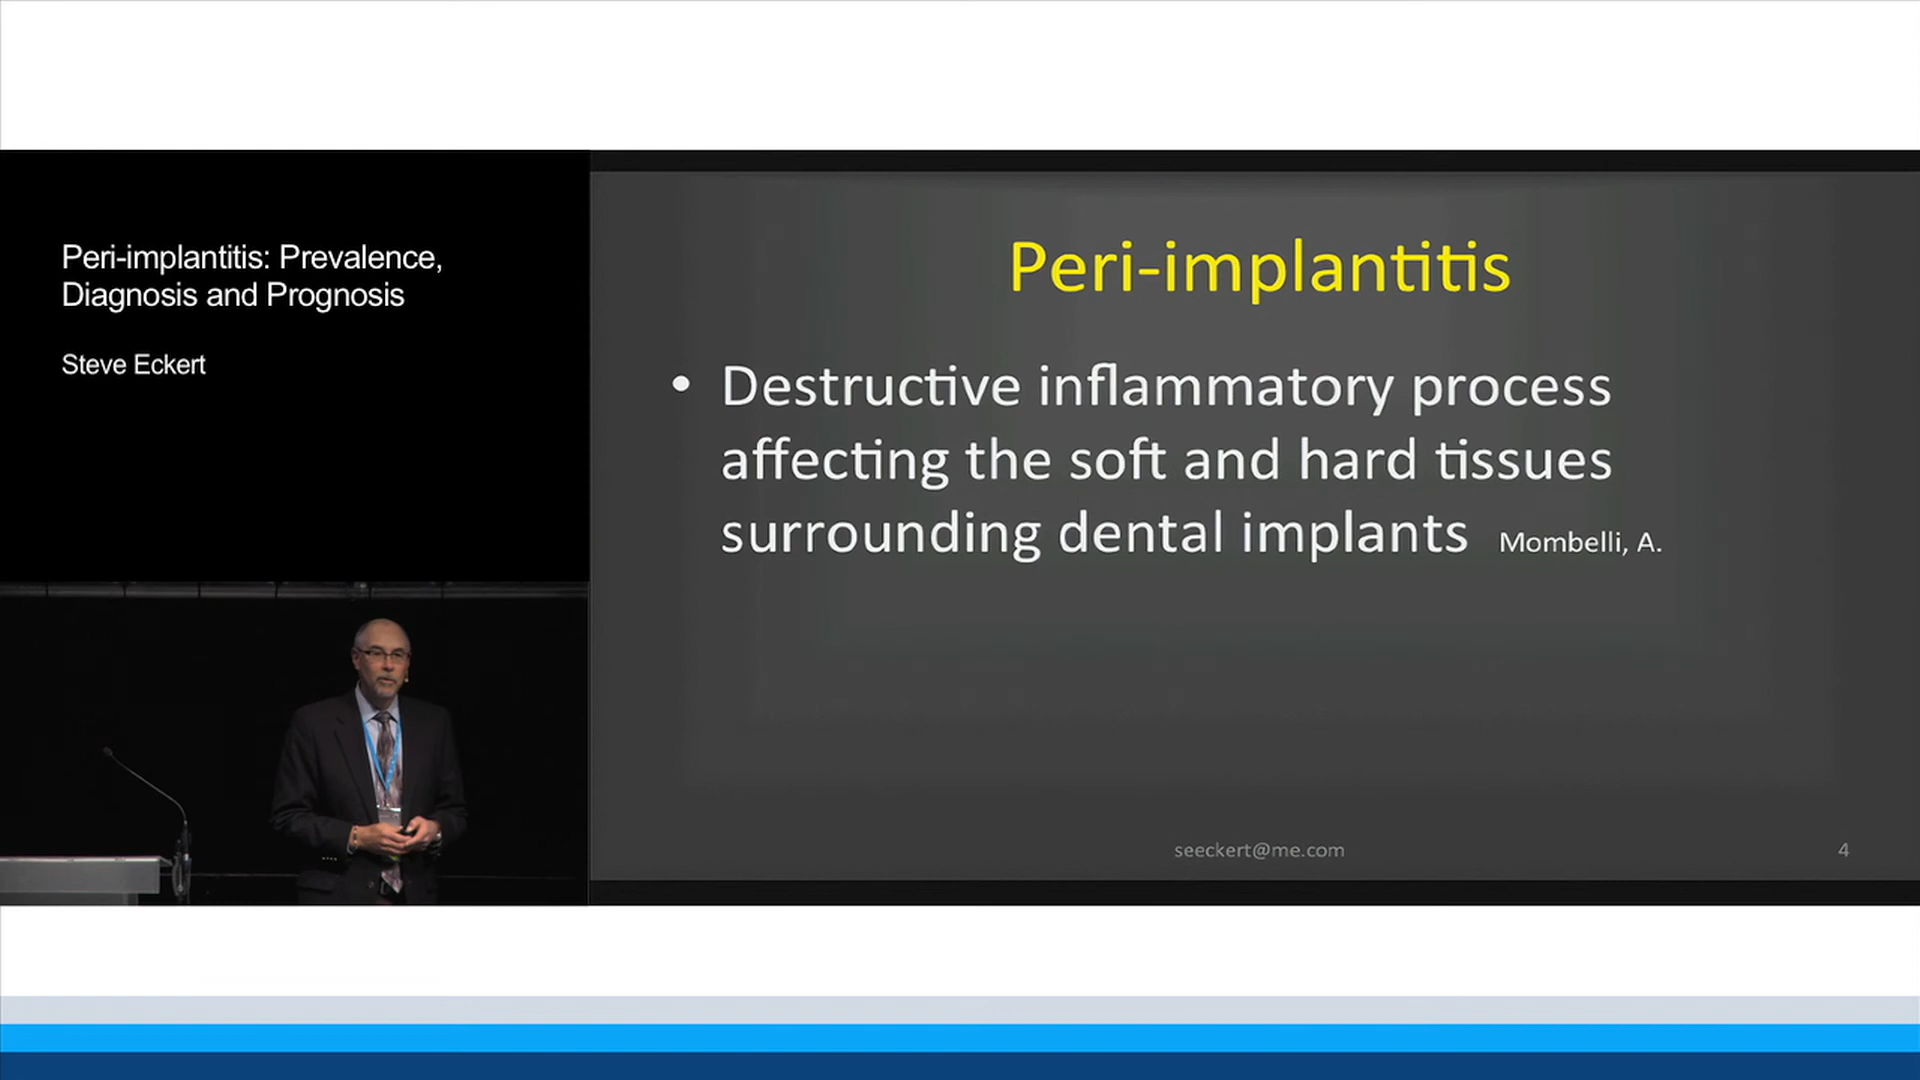 Peri-implantitis: Prevalence,
Diagnosis and Prognosis
Steve Eckert
Peri-implantitis
• Destructive inflammatory process
affecting the soft and hard tissues
surrounding dental implants Mombelli, A.
seeckert@me.com
4